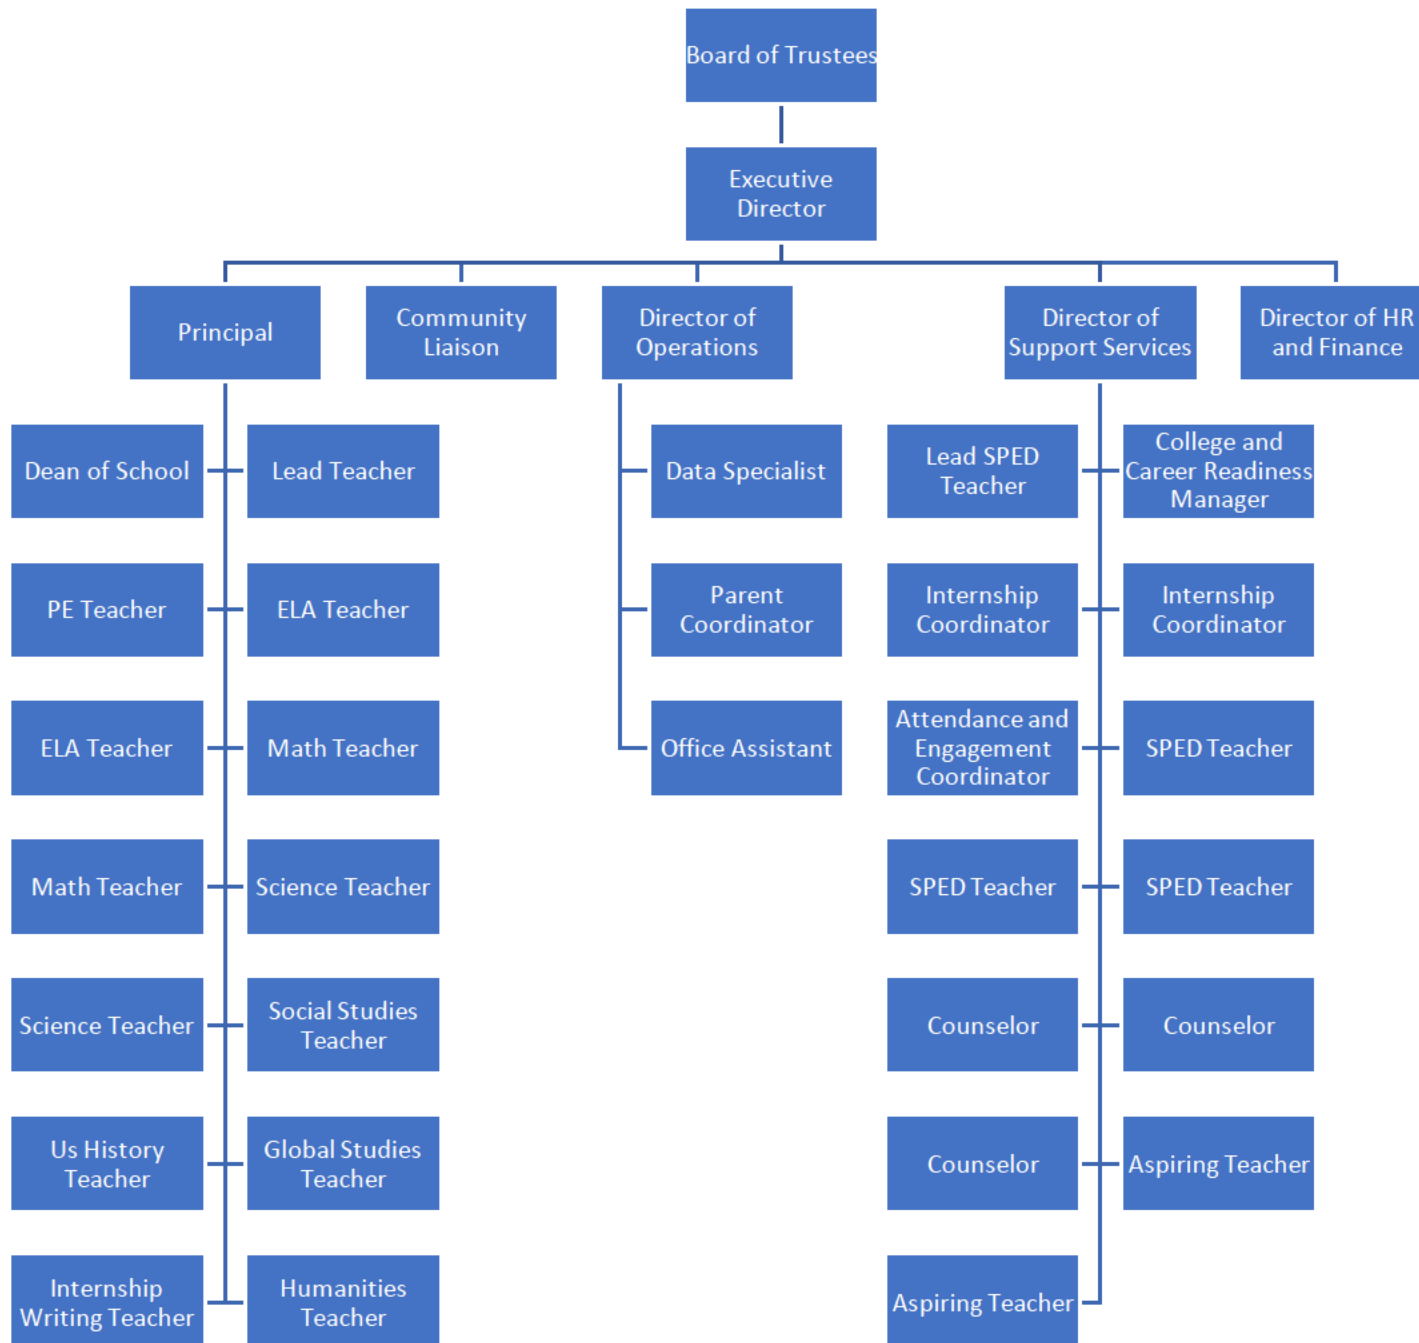 Board of Trustees
Executive
Director
Principal
Community
Liaison
Director of
Operations
Director of
Support Services
Director of HR
and Finance
Dean of School
Lead Teacher
Data Specialist
Lead SPED
Teacher
College and
Career Readiness
Manager
PE Teacher
ELA Teacher
Parent
Coordinator
Internship
Coordinator
Internship
Coordinator
ELA Teacher
Math Teacher
Office Assistant
Attendance and
Engagement
Coordinator
SPED Teacher
Math Teacher
Science Teacher
SPED Teacher
SPED Teacher
Science Teacher
Social Studies
Teacher
Counselor
Counselor
Us History
Teacher
Global Studies
Teacher
Counselor
Aspiring Teacher
Internship
Writing Teacher
Humanities
Teacher
Aspiring Teacher